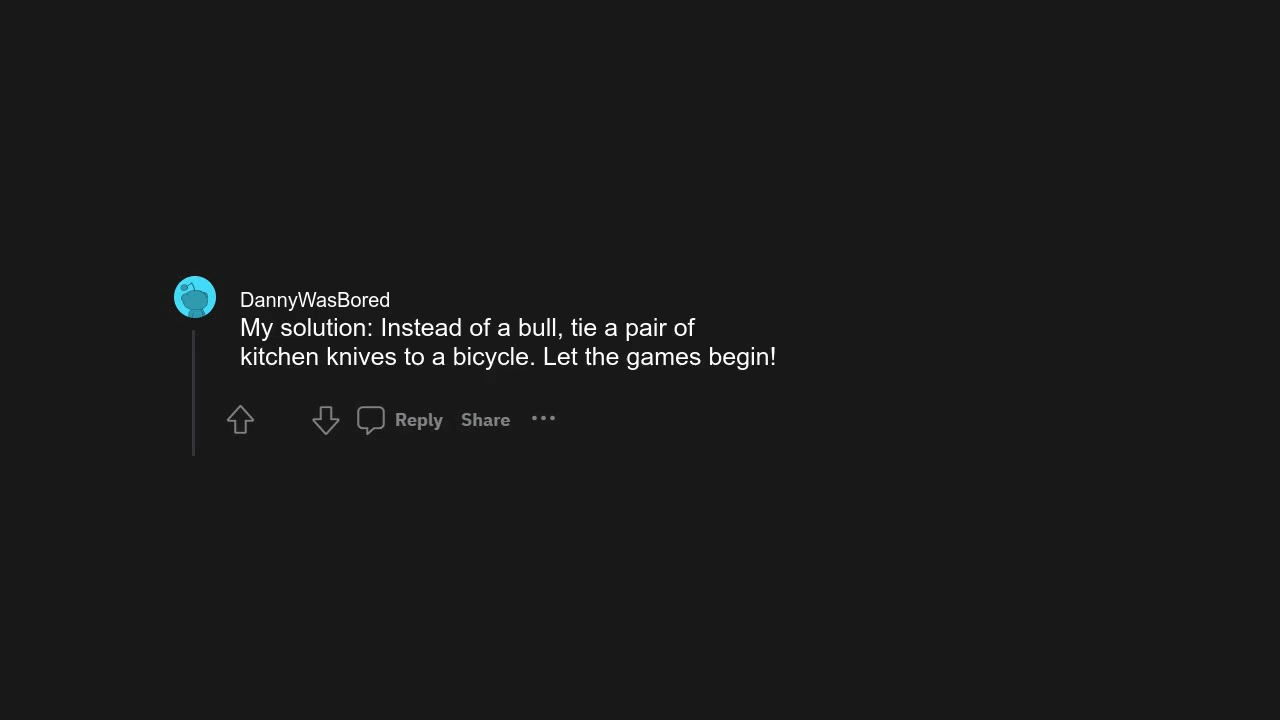 DannyWasBored
My solution: Instead of a bull, tie a pair of
kitchen knives to a bicycle. Let the games begin!
Reply Share